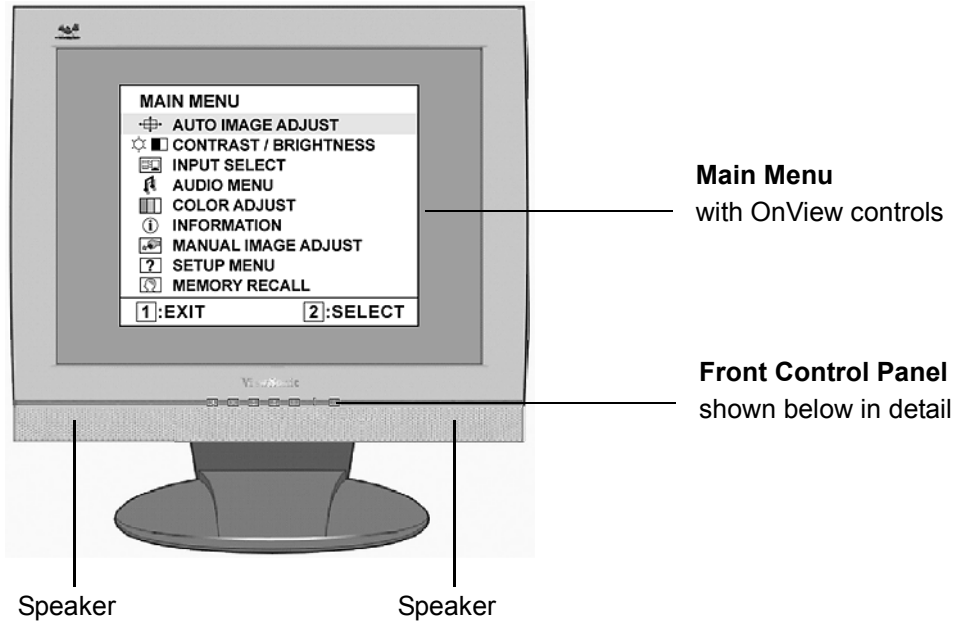 MAIN MENU
AUTO IMAGE ADJUST
CONTRAST / BRIGHTNESS
INPUT SELECT
AUDIO MENU
COLOR ADJUST
INFORMATION
MANUAL IMAGE ADJUST
SETUP MENU
MEMORY RECALL
1:EXIT 2:SELECT
Main Menu
with OnView controls
ViewSonic
Front Control Panel
shown below in detail
Speaker Speaker